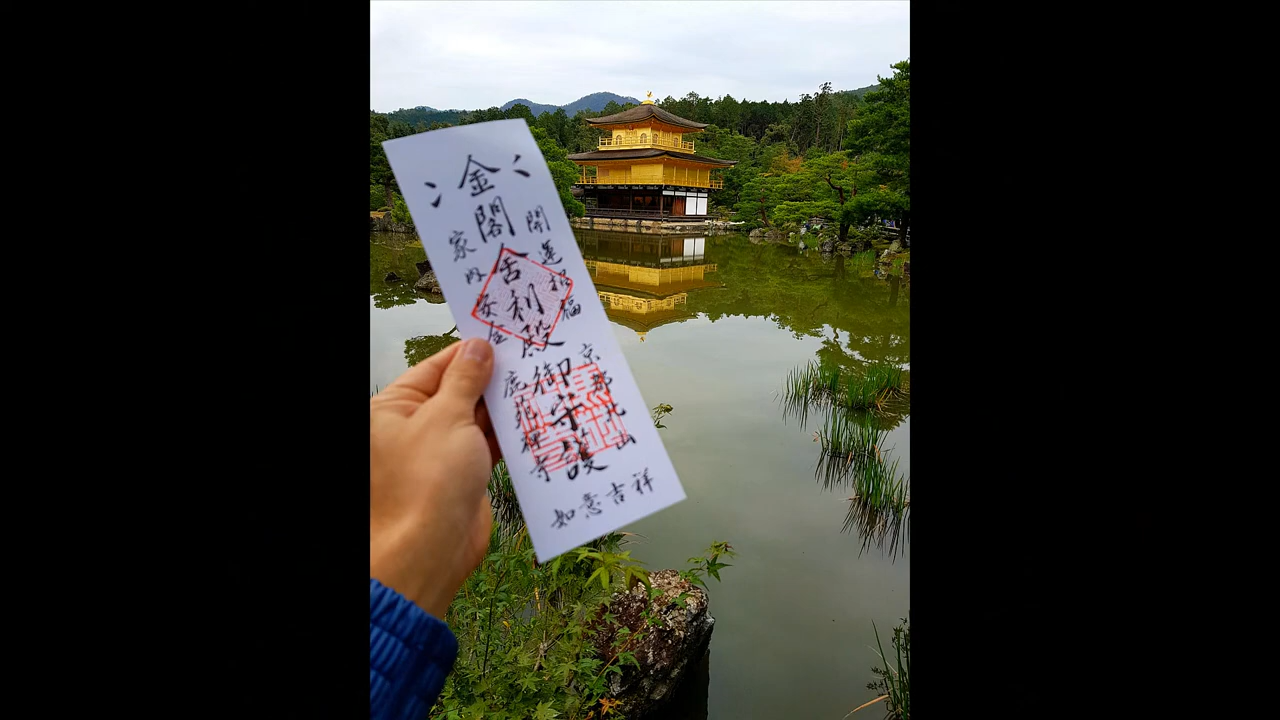 開運招福
金閣舎利殿御守護
家内安全
京都北山
鹿苑禅寺
如意吉祥